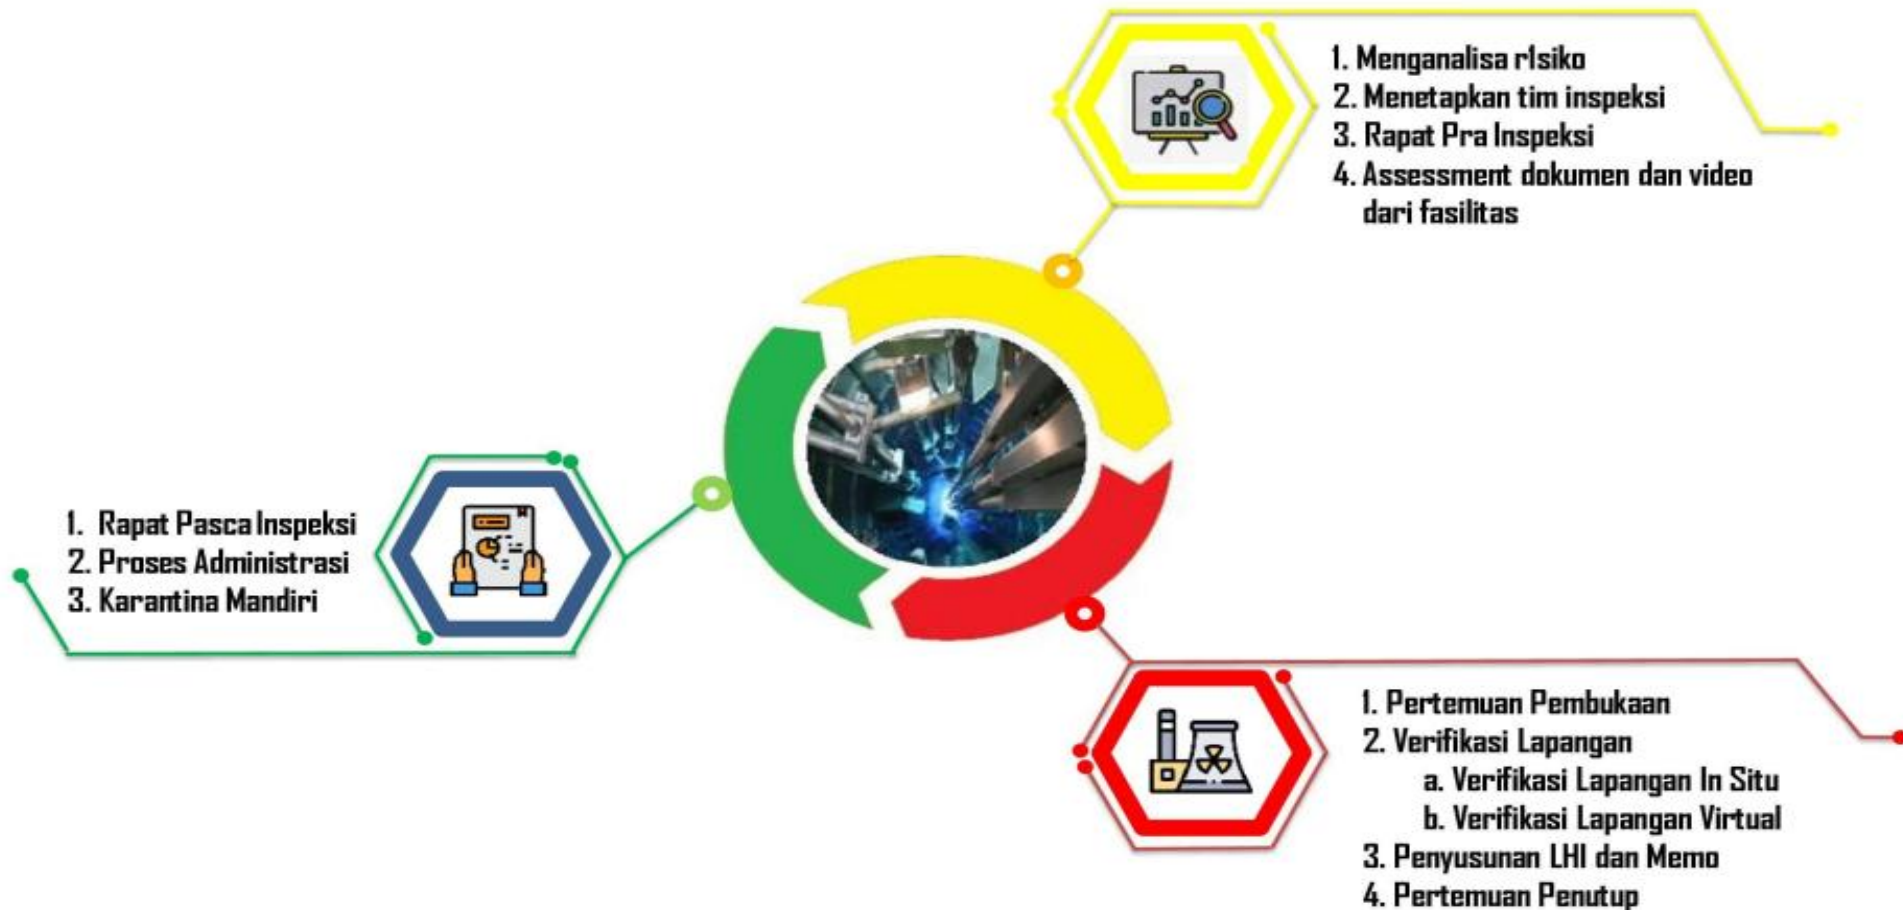 1. Menganalisa r1siko
2. Menetapkan tim inspeksi
3. Rapat Pra Inspeksi
4. Assessment dokumen dan video
dari fasilitas
1. Rapat Pasca Inspeksi
2. Proses Administrasi
3. Karantina Mandiri
1. Pertemuan Pembukaan
2. Verifikasi Lapangan
a. Verifikasi Lapangan In Situ
b. Verifikasi Lapangan Virtual
3. Penyusunan LHI dan Memo
4. Pertemuan Penutup